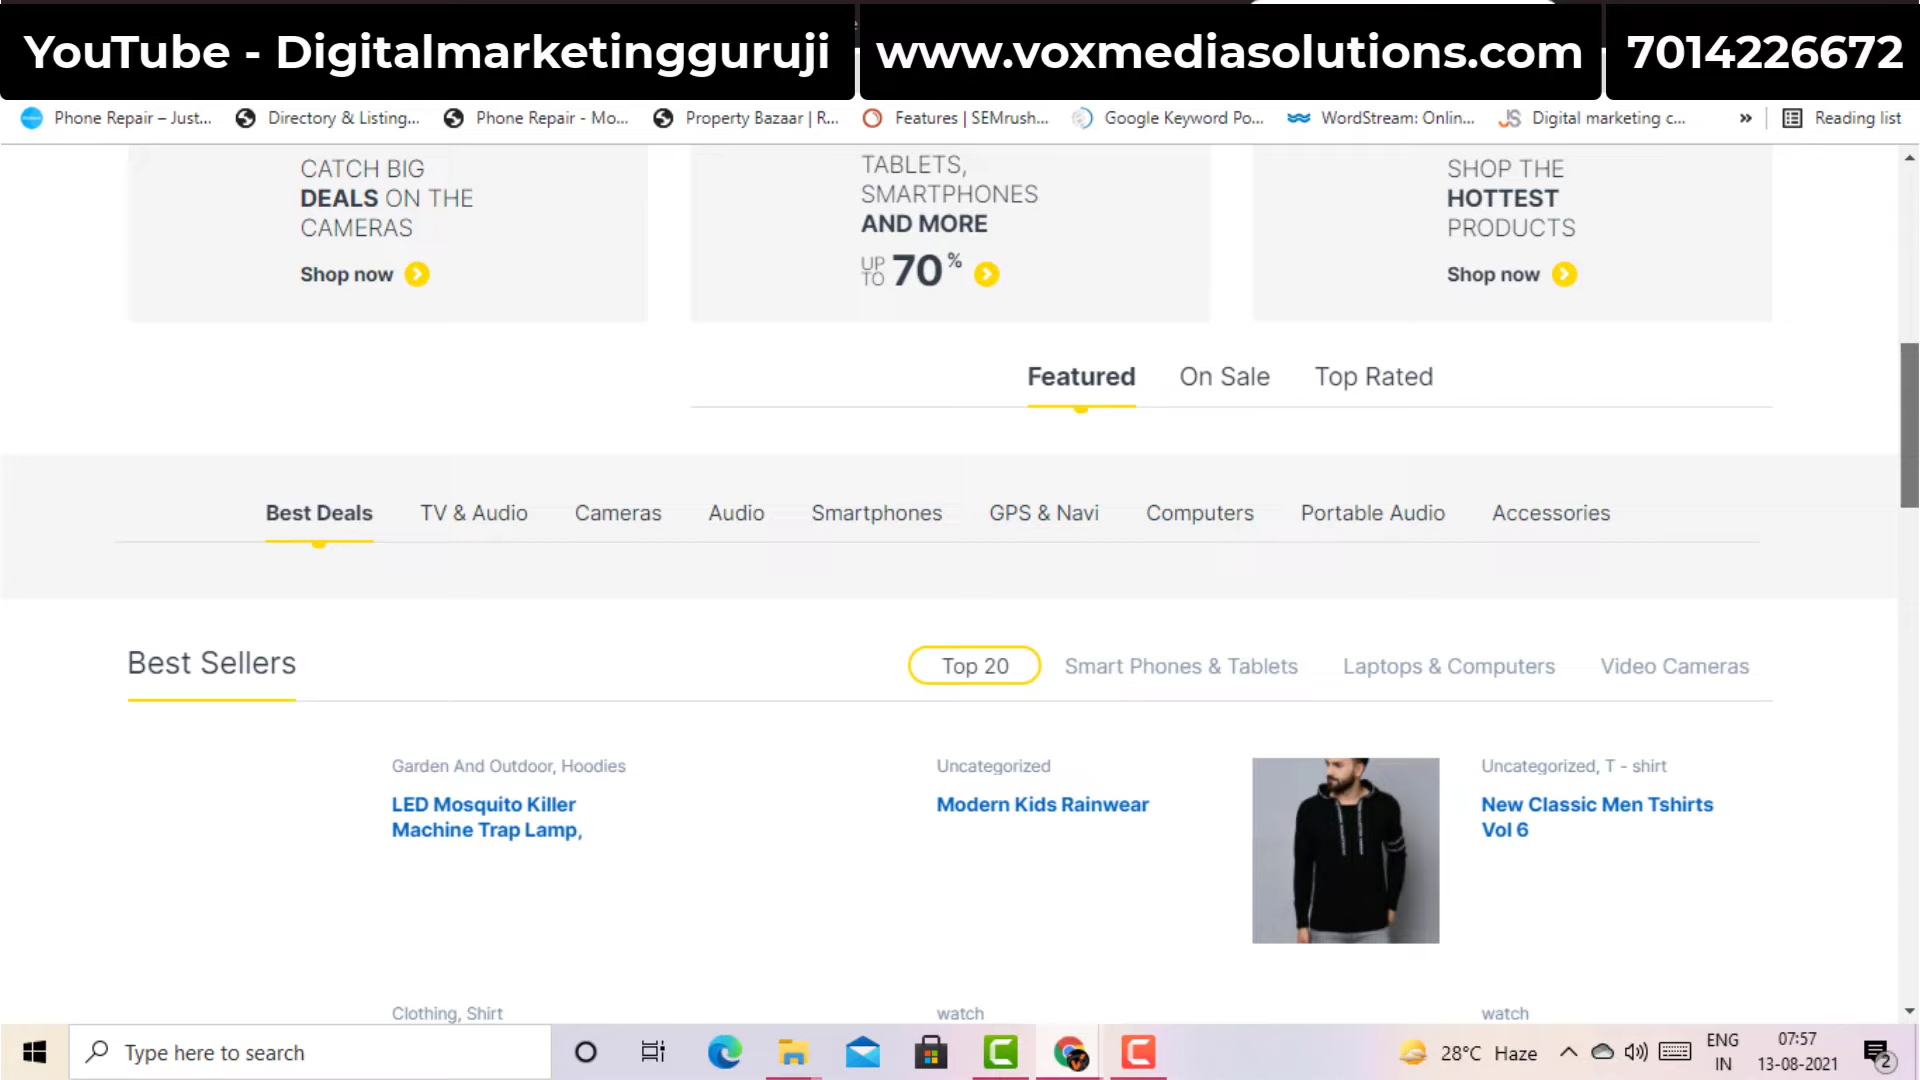 YouTube - Digitalmarketingguruji
www.voxmediasolutions.com
7014226672
Phone Repair – Just...
Directory & Listing...
Phone Repair - Mo...
Property Bazaar | R...
Features | SEMrush...
Google Keyword Po...
WordStream: Onlin...
Digital marketing c...
»
Reading list
CATCH BIG
DEALS ON THE
CAMERAS
Shop now
TABLETS,
SMARTPHONES
AND MORE
UP TO 70%
SHOP THE
HOTTEST
PRODUCTS
Shop now
Featured
On Sale
Top Rated
Best Deals
TV & Audio
Cameras
Audio
Smartphones
GPS & Navi
Computers
Portable Audio
Accessories
Best Sellers
Top 20
Smart Phones & Tablets
Laptops & Computers
Video Cameras
Garden And Outdoor, Hoodies
LED Mosquito Killer
Machine Trap Lamp,
Uncategorized
Modern Kids Rainwear
Uncategorized, T - shirt
New Classic Men Tshirts
Vol 6
Clothing, Shirt
watch
watch
Type here to search
28°C Haze
ENG
IN
07:57
13-08-2021
2